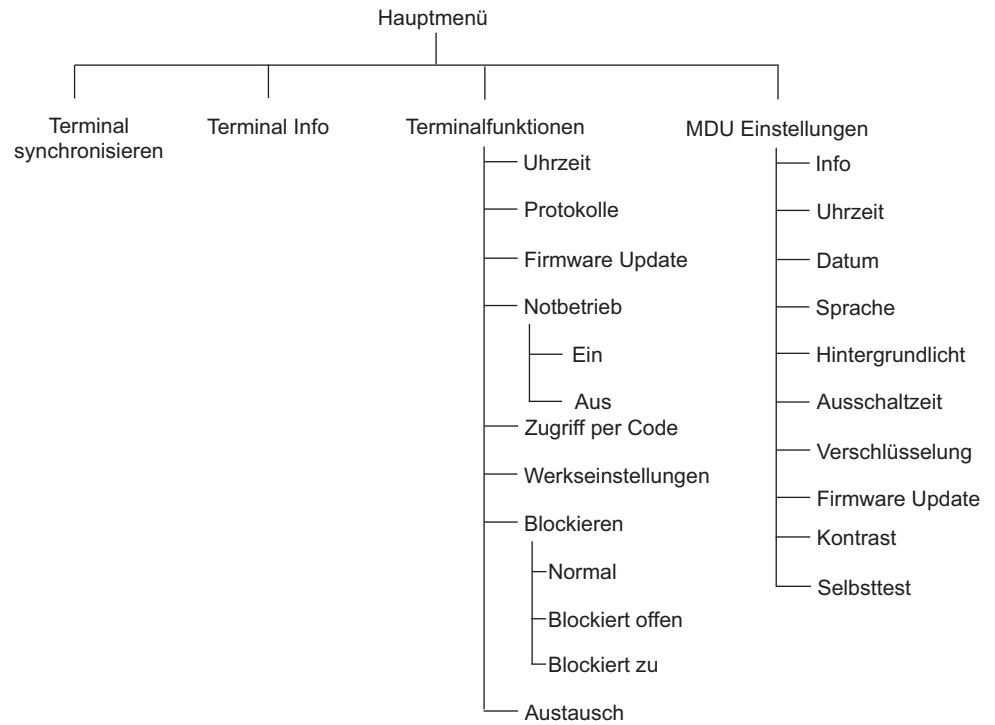 Hauptmenü
Terminal
synchronisieren
Terminal Info
Terminalfunktionen
Uhrzeit
Protokolle
Firmware Update
Notbetrieb
Ein
Aus
Zugriff per Code
Werkseinstellungen
Blockieren
Normal
Blockiert offen
Blockiert zu
Austausch
MDU Einstellungen
Info
Uhrzeit
Datum
Sprache
Hintergrundlicht
Ausschaltzeit
Verschlüsselung
Firmware Update
Kontrast
Selbsttest